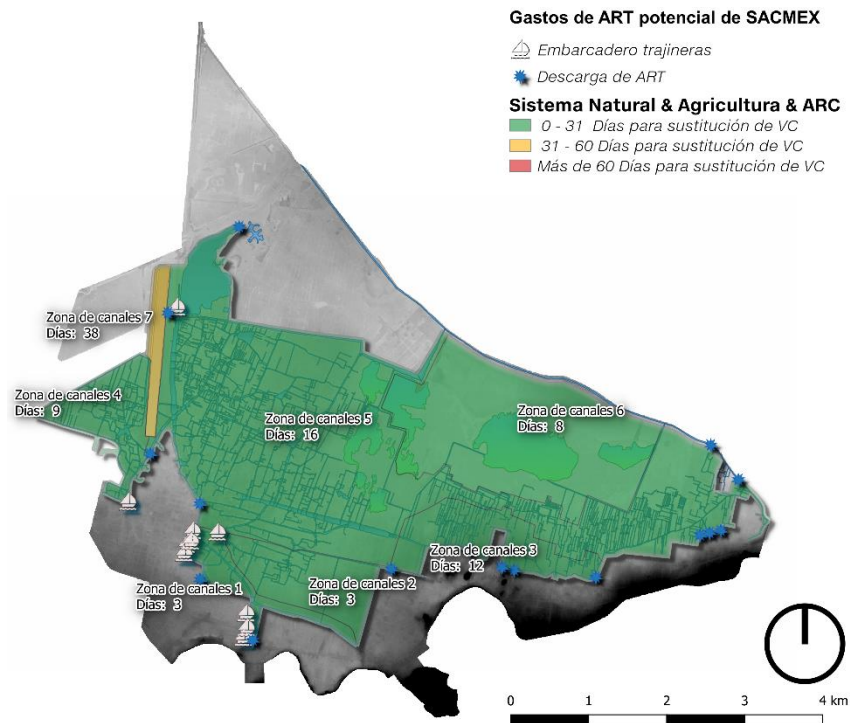 Gastos de ART potencial de SACMEX
Embarcadero trajineras
Descarga de ART
Sistema Natural & Agricultura & ARC
0 - 31 Días para sustitución de VC
31 - 60 Días para sustitución de VC
Más de 60 Días para sustitución de VC
Zona de canales 7
Días: 38
Zona de canales 4
Días: 9
Zona de canales 5
Días: 16
Zona de canales 6
Días: 8
Zona de canales 3
Días: 12
Zona de canales 1
Días: 3
Zona de canales 2
Días: 3
0 1 2 3 4 km